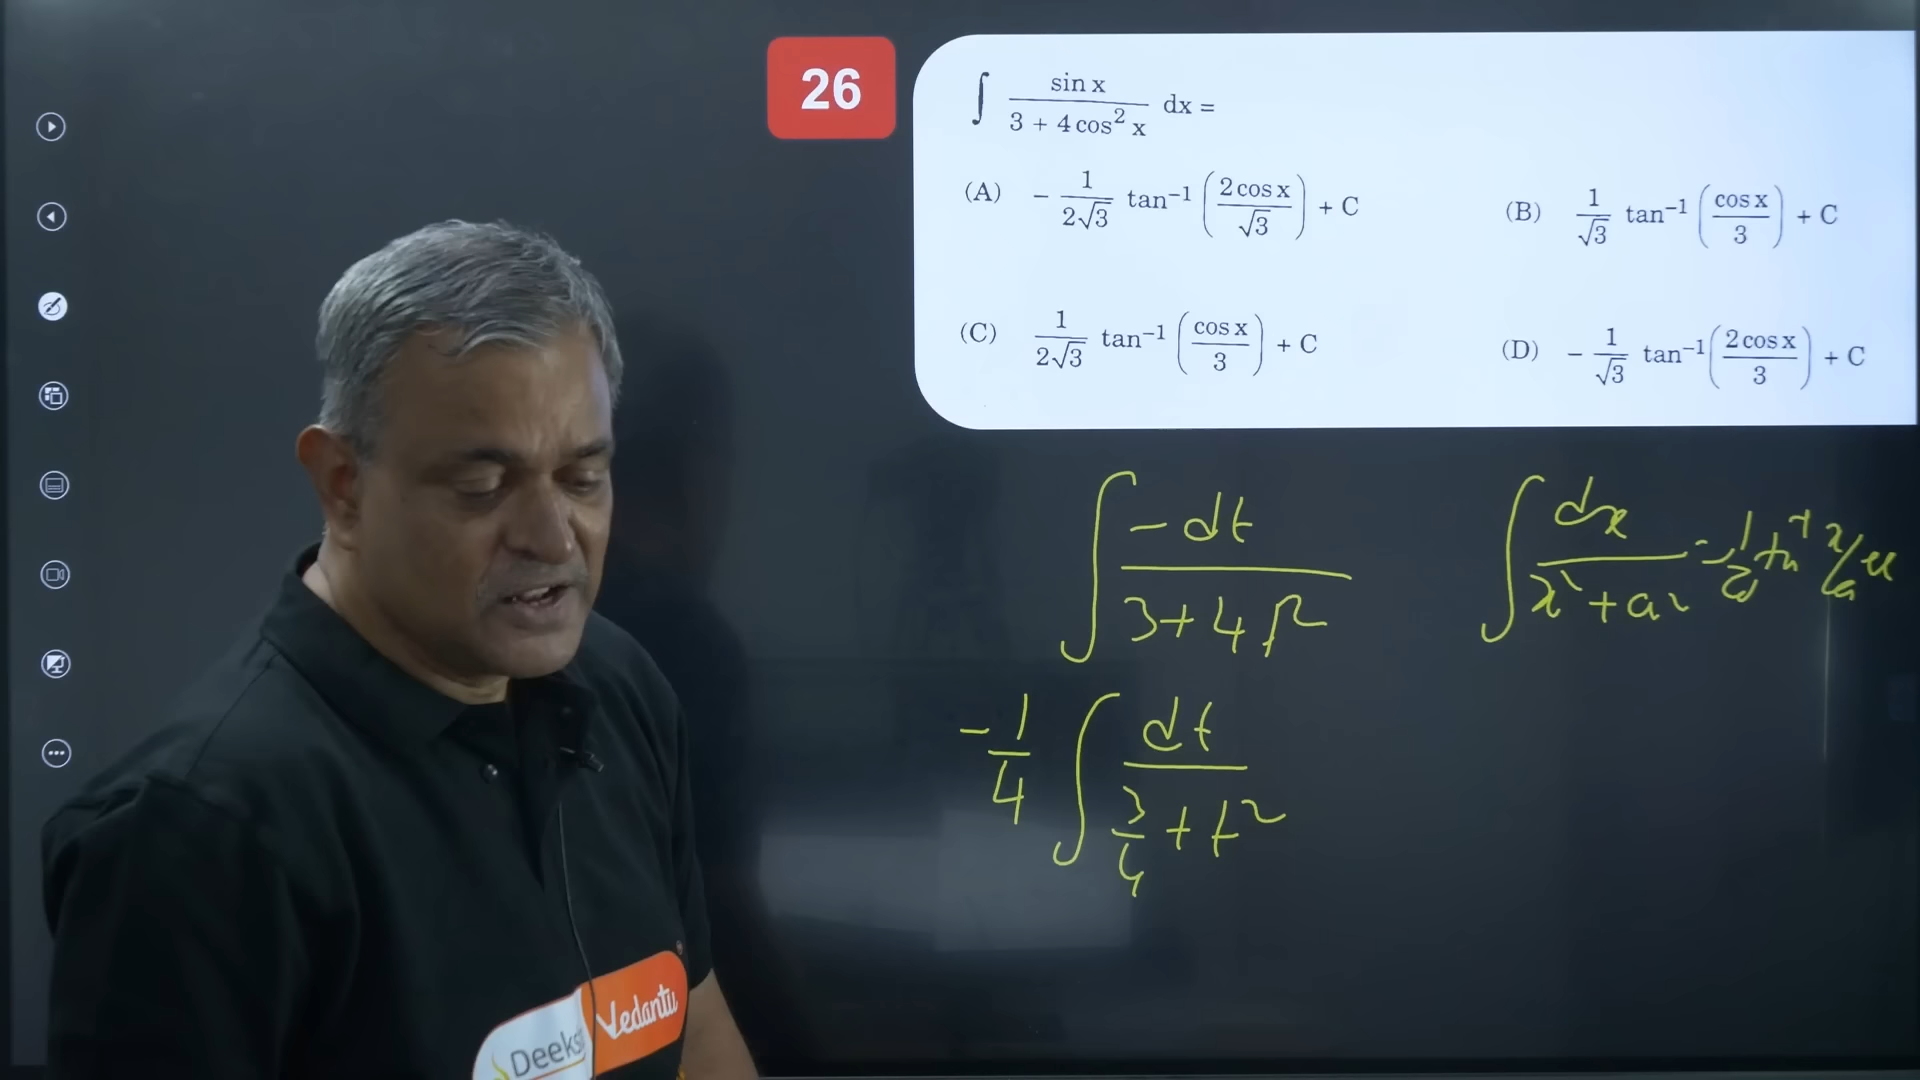 26
∫ sin x / (3 + 4 cos² x) dx =
(A) − 1/(2√3) tan⁻¹ (2 cos x / √3) + C
(B) 1/√3 tan⁻¹ (cos x / 3) + C
(C) 1/(2√3) tan⁻¹ (cos x / 3) + C
(D) − 1/√3 tan⁻¹ (2 cos x / 3) + C
∫ −dt / (3 + 4t²)
∫ dx / (x² + a²) = 1/a tan⁻¹ x/a
−1/4 ∫ dt / (3/4 + t²)
Deeks
Vedantu